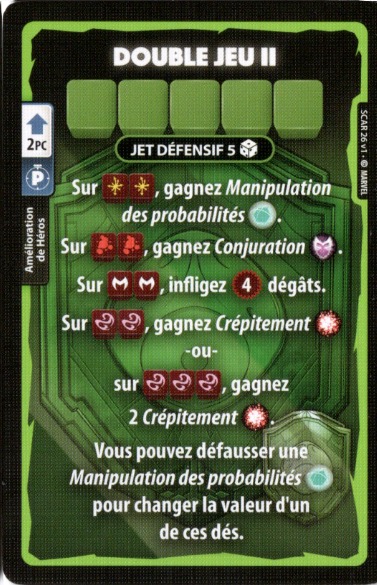 DOUBLE JEU II
2PC
P
Amélioration
de Héros
SCAR 26 v1 • © MARVEL
JET DÉFENSIF 5
Sur , gagnez Manipulation
des probabilités .
Sur , gagnez Conjuration .
Sur , infligez 4 dégâts.
Sur , gagnez Crépitement
-ou-
sur , gagnez
2 Crépitement .
Vous pouvez défausser une
Manipulation des probabilités
pour changer la valeur d'un
de ces dés.